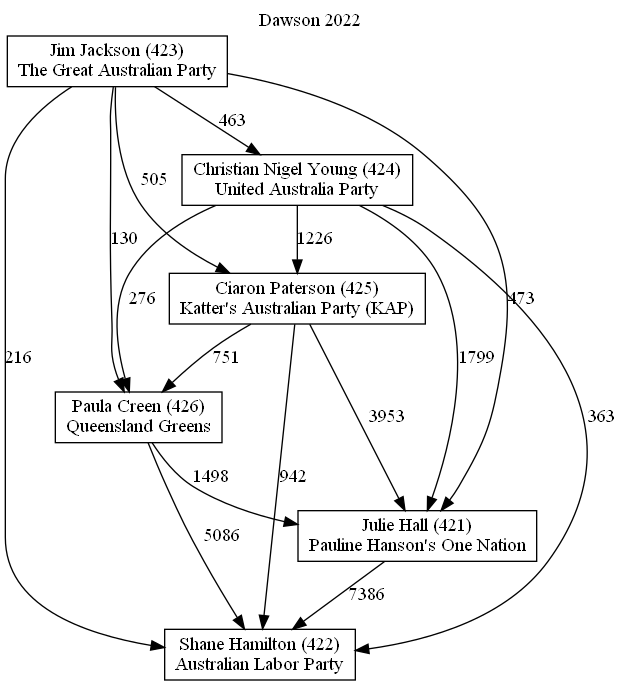 Dawson 2022
Jim Jackson (423)
The Great Australian Party
463
Christian Nigel Young (424)
United Australia Party
505
130
1226
276
Ciaron Paterson (425)
Katter's Australian Party (KAP)
473
216
751
1799
Paula Creen (426)
Queensland Greens
3953
363
1498
942
5086
Julie Hall (421)
Pauline Hanson's One Nation
7386
Shane Hamilton (422)
Australian Labor Party